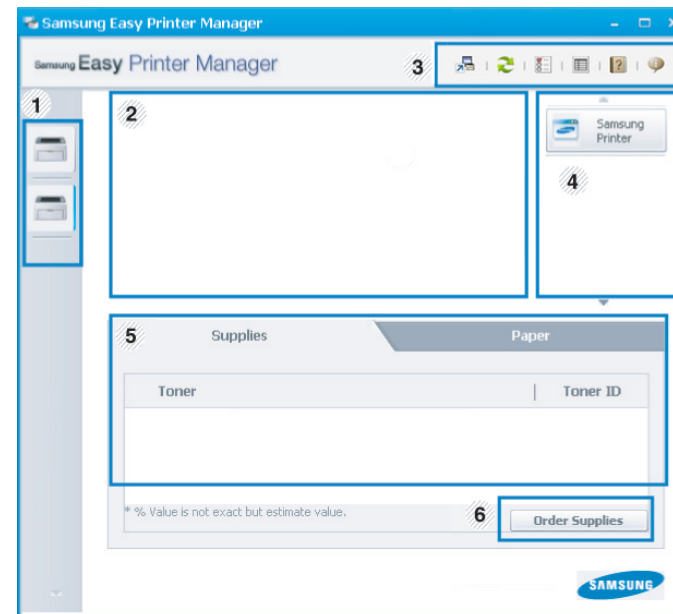 Samsung Easy Printer Manager
Samsung Easy Printer Manager
3
1
2
Samsung
Printer
4
5
Supplies
Paper
Toner
Toner ID
* % Value is not exact but estimate value.
6
Order Supplies
SAMSUNG